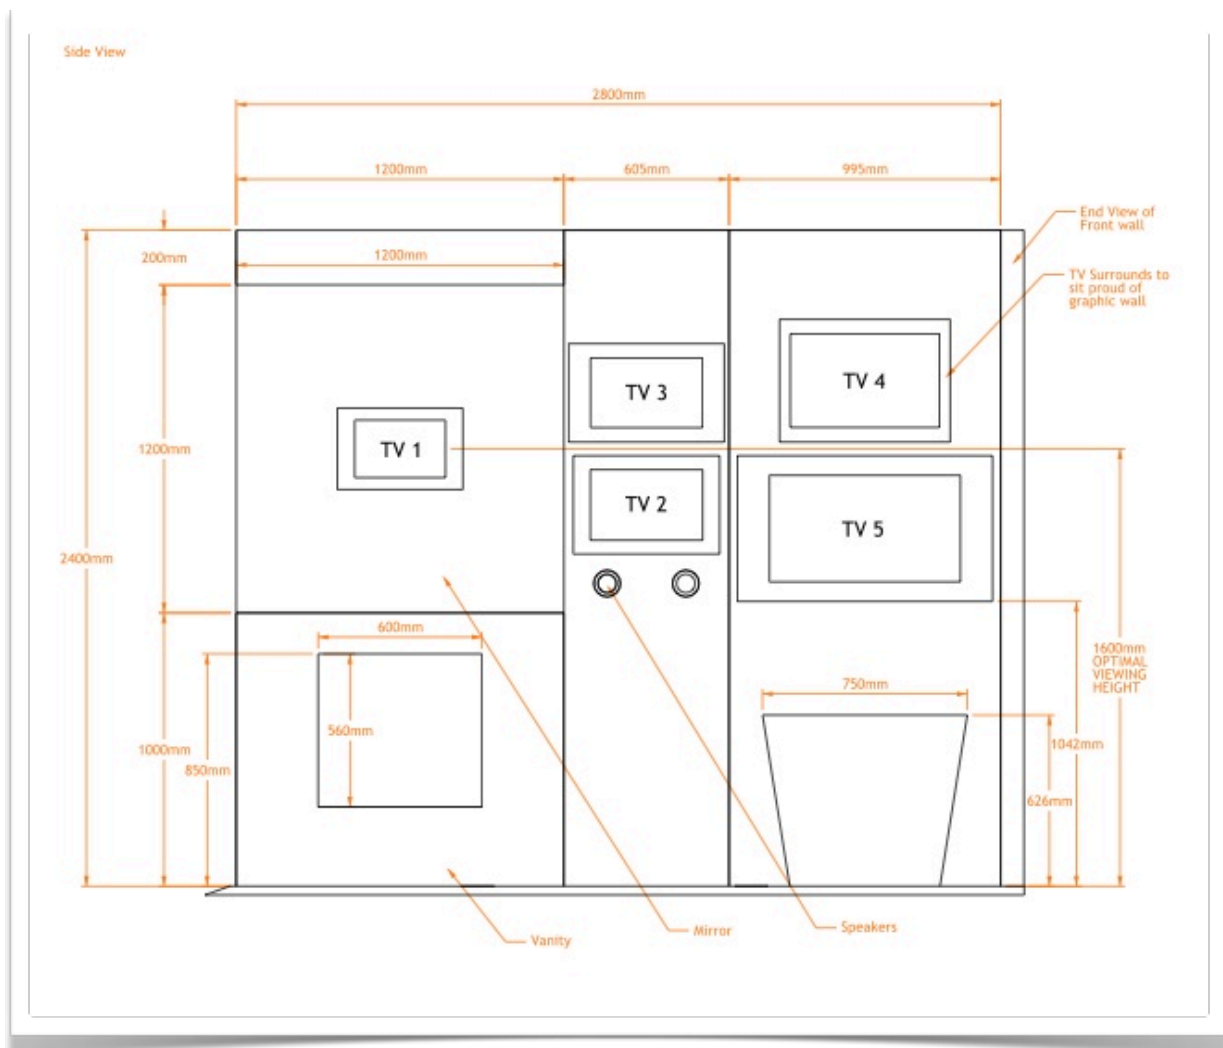 Side View
2800mm
1200mm
605mm
995mm
End View of
Front wall
200mm
1200mm
TV Surrounds to
sit proud of
graphic wall
TV 3
TV 4
1200mm
TV 1
TV 2
TV 5
2400mm
600mm
1600mm
OPTIMAL
VIEWING
HEIGHT
750mm
560mm
1000mm
1042mm
850mm
626mm
Vanity
Mirror
Speakers